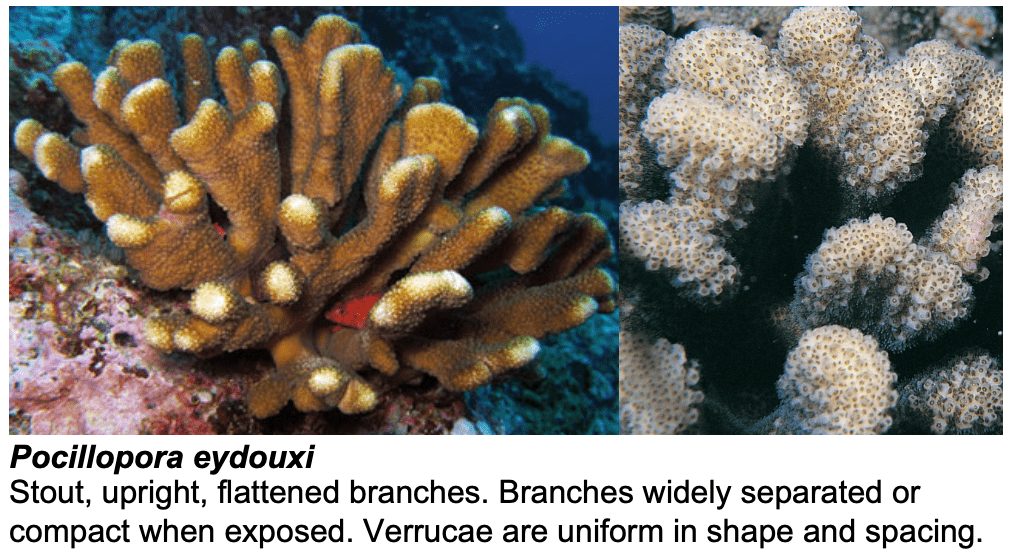 Pocillopora eydouxi
Stout, upright, flattened branches. Branches widely separated or
compact when exposed. Verrucae are uniform in shape and spacing.